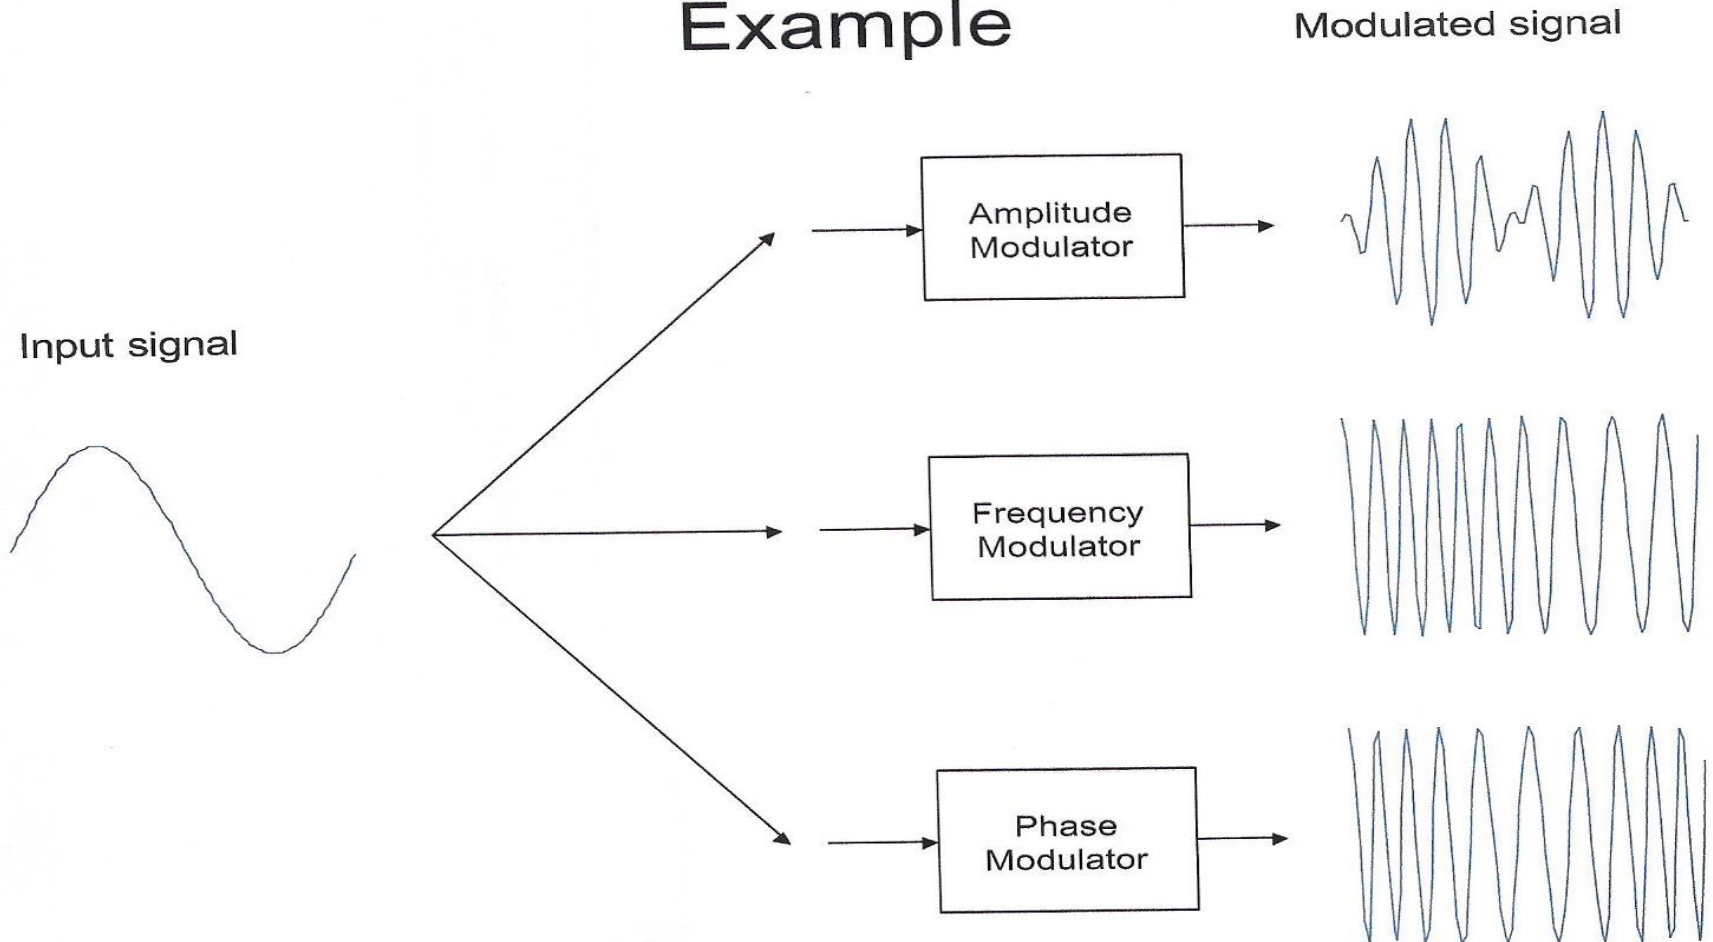 Example
Modulated signal
Input signal
Amplitude
Modulator
Frequency
Modulator
Phase
Modulator